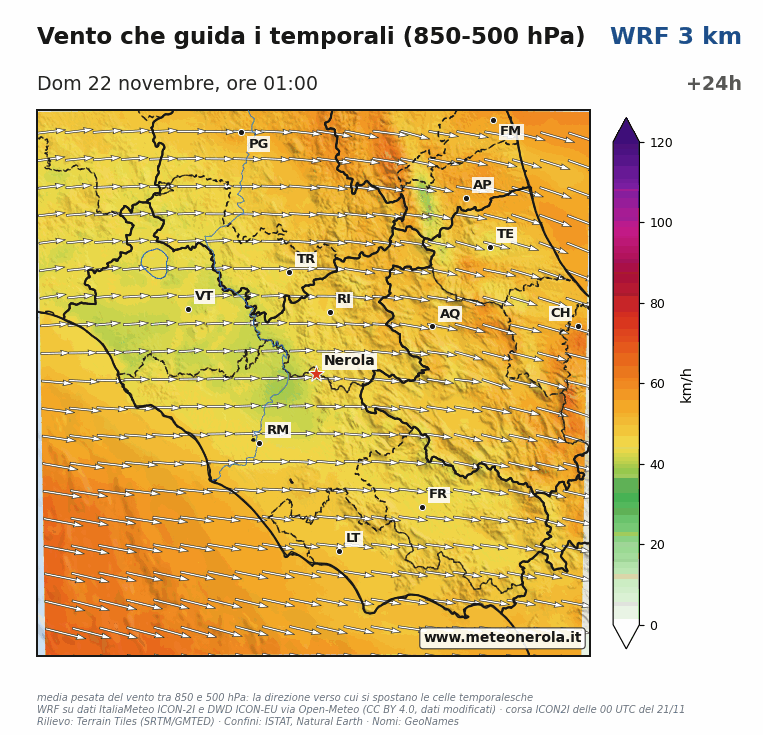 Vento che guida i temporali (850-500 hPa) WRF 3 km
Dom 22 novembre, ore 01:00 +24h
FM
PG
AP
TE
TR
VT
RI
AQ
CH
Nerola
RM
FR
LT
www.meteonerola.it
120
100
80
60
40
20
0
km/h
media pesata del vento tra 850 e 500 hPa: la direzione verso cui si spostano le celle temporalesche
WRF su dati ItaliaMeteo ICON-2I e DWD ICON-EU via Open-Meteo (CC BY 4.0, dati modificati) · corsa ICON2I delle 00 UTC del 21/11
Rilievo: Terrain Tiles (SRTM/GMTED) · Confini: ISTAT, Natural Earth · Nomi: GeoNames